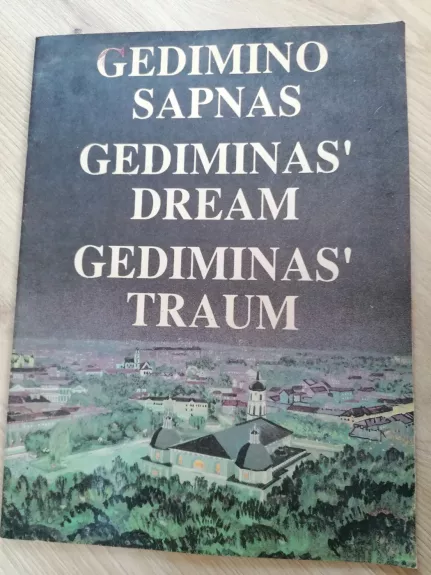 GEDIMINO
SAPNAS
GEDIMINAS'
DREAM
GEDIMINAS'
TRAUM